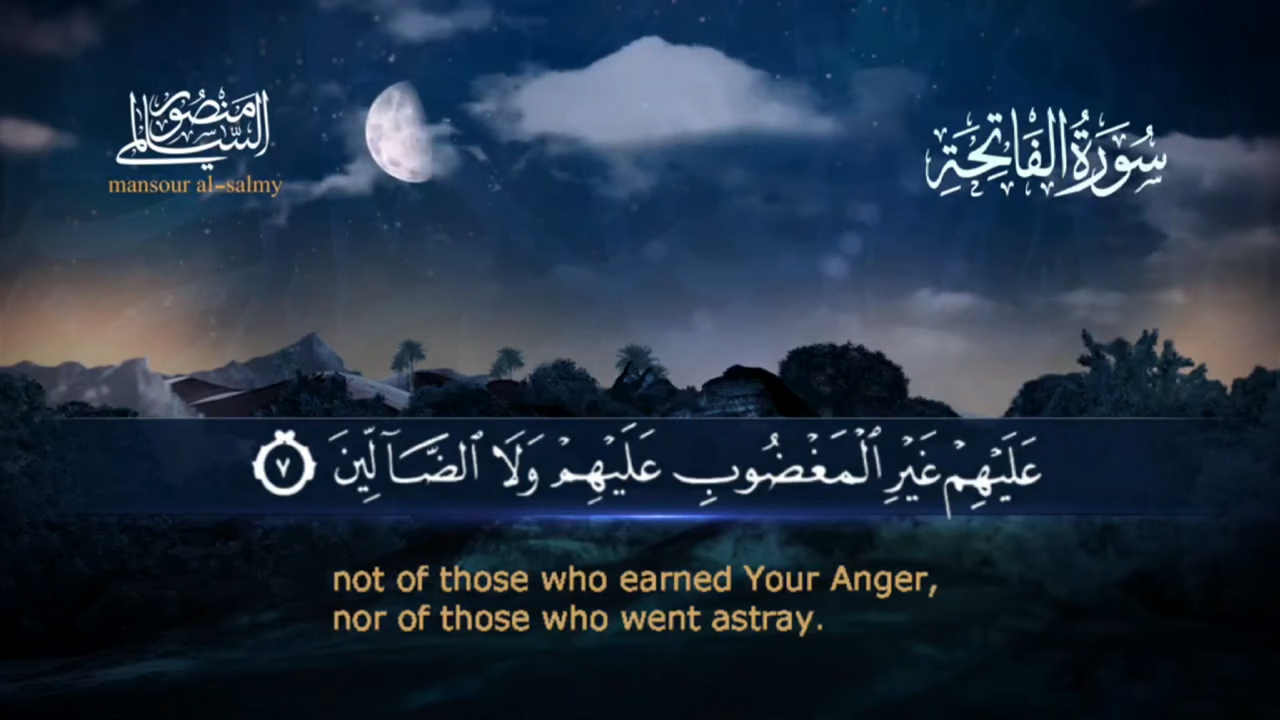 منصور السالمي
mansour al-salmy
سُورَةُ الفَاتِحَةِ
عَلَيْهِمْ غَيْرِ ٱلْمَغْضُوبِ عَلَيْهِمْ وَلَا ٱلضَّآلِّينَ ٧
not of those who earned Your Anger,
nor of those who went astray.